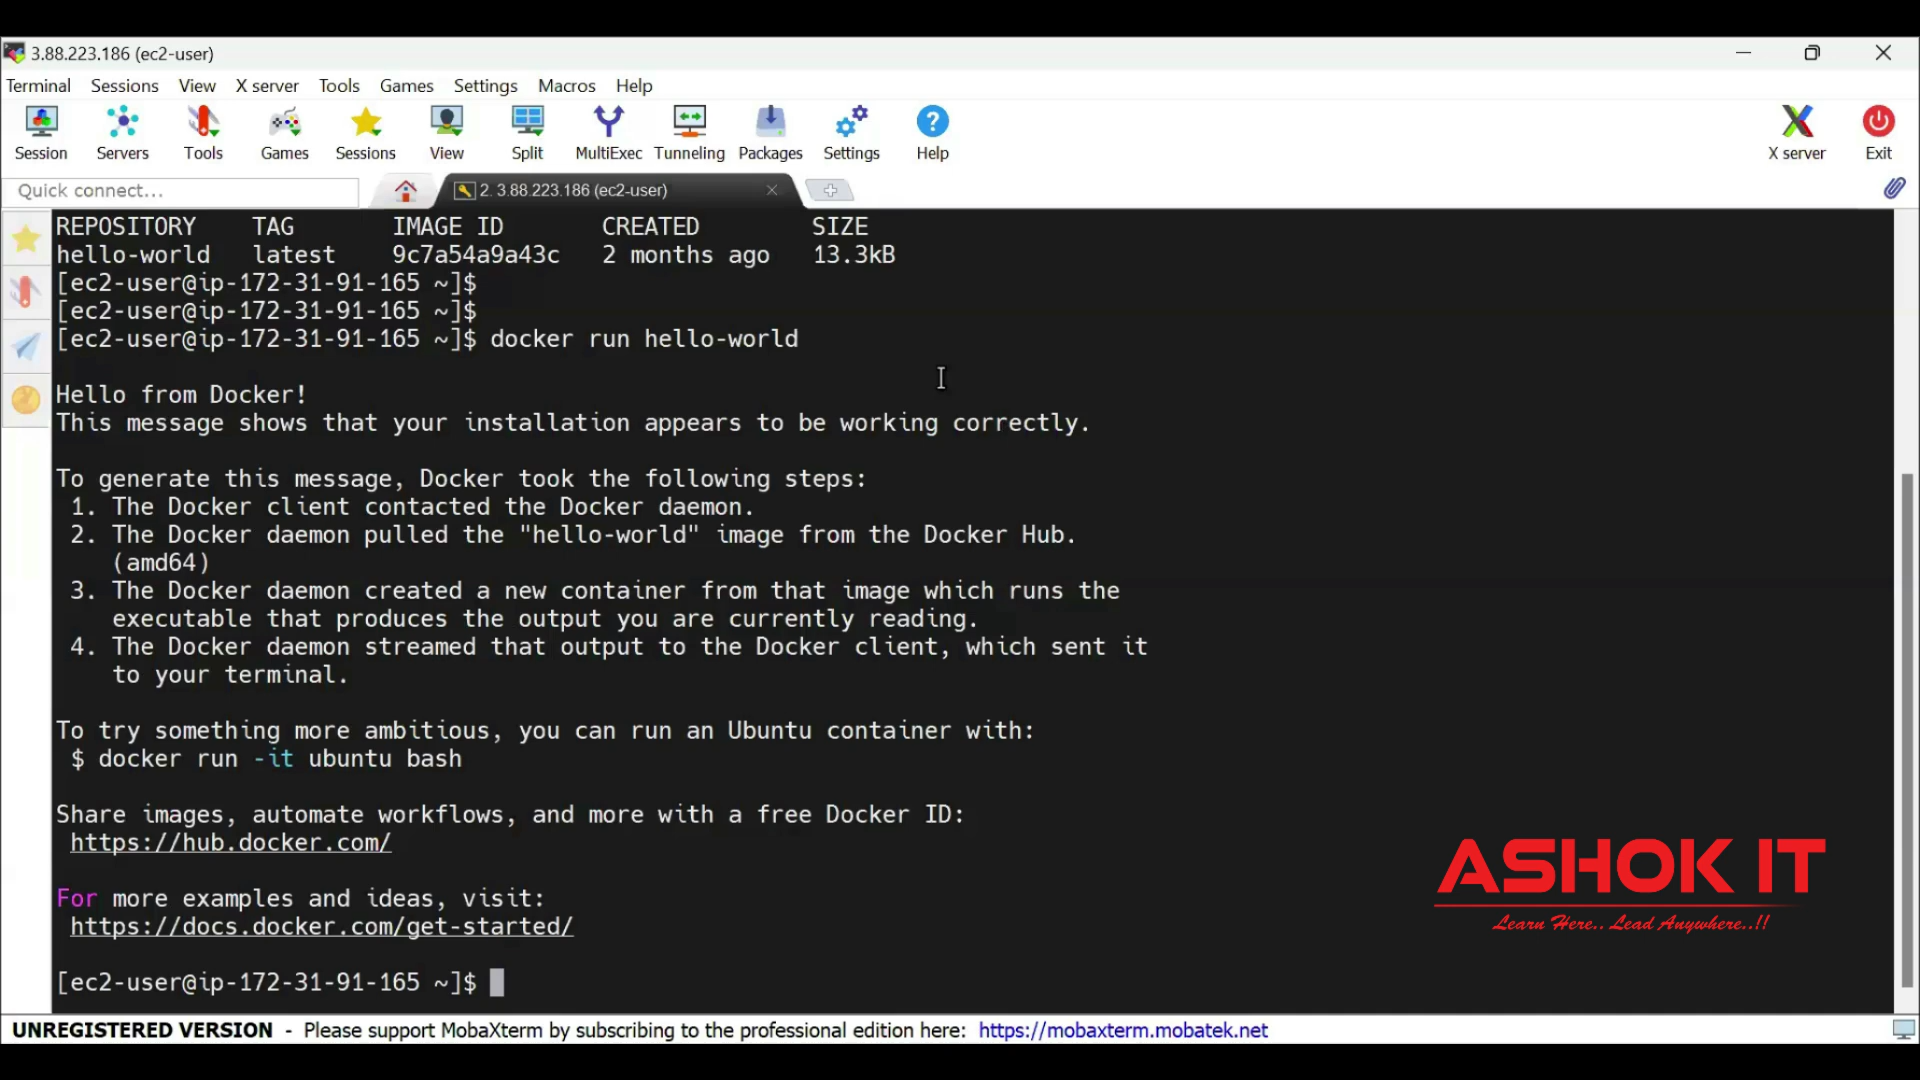 3.88.223.186 (ec2-user)
Terminal Sessions View X server Tools Games Settings Macros Help
Session Servers Tools Games Sessions View Split MultiExec Tunneling Packages Settings Help X server Exit
Quick connect... 2. 3.88.223.186 (ec2-user)
REPOSITORY TAG IMAGE ID CREATED SIZE
hello-world latest 9c7a54a9a43c 2 months ago 13.3kB
[ec2-user@ip-172-31-91-165 ~]$
[ec2-user@ip-172-31-91-165 ~]$
[ec2-user@ip-172-31-91-165 ~]$ docker run hello-world
Hello from Docker!
This message shows that your installation appears to be working correctly.
To generate this message, Docker took the following steps:
1. The Docker client contacted the Docker daemon.
2. The Docker daemon pulled the "hello-world" image from the Docker Hub.
(amd64)
3. The Docker daemon created a new container from that image which runs the
executable that produces the output you are currently reading.
4. The Docker daemon streamed that output to the Docker client, which sent it
to your terminal.
To try something more ambitious, you can run an Ubuntu container with:
$ docker run -it ubuntu bash
Share images, automate workflows, and more with a free Docker ID:
https://hub.docker.com/
For more examples and ideas, visit:
https://docs.docker.com/get-started/
[ec2-user@ip-172-31-91-165 ~]$
ASHOK IT
Learn Here.. Lead Anywhere..!!
UNREGISTERED VERSION - Please support MobaXterm by subscribing to the professional edition here: https://mobaxterm.mobatek.net